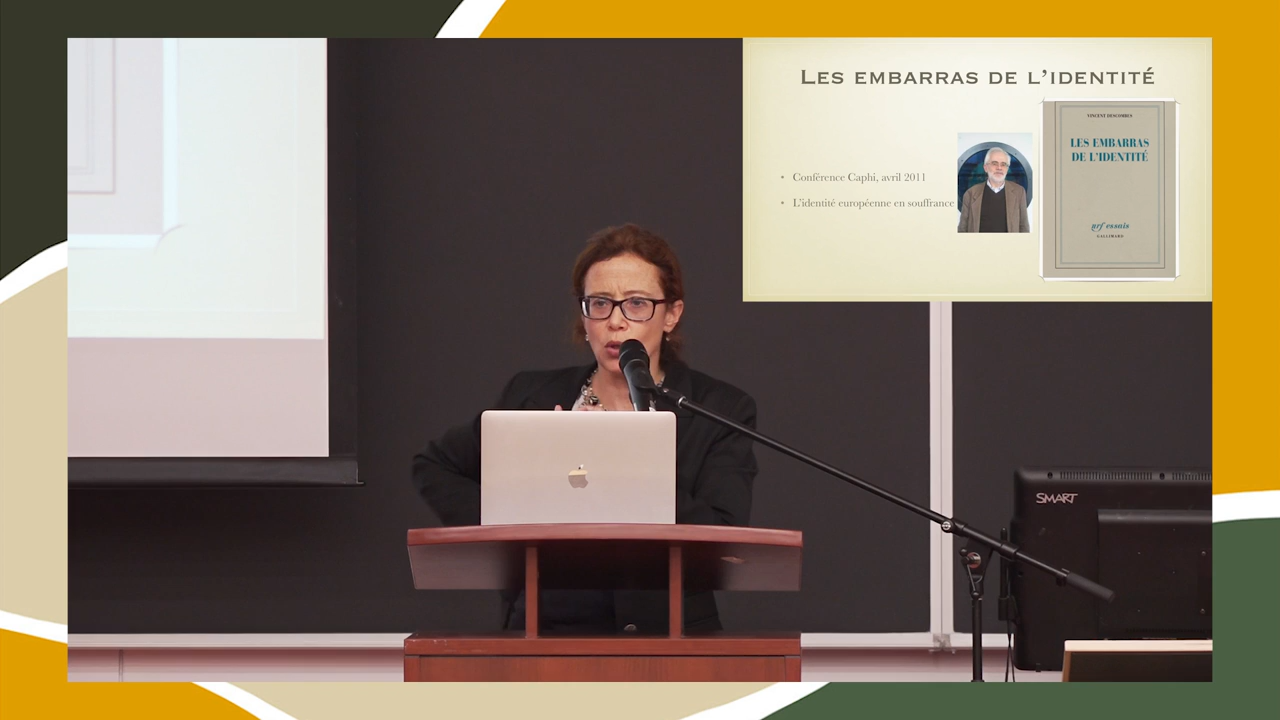 LES EMBARRAS DE L'IDENTITÉ
• Conférence Caphi, avril 2011
• L'identité européenne en souffrance
VINCENT DESCOMBES
LES EMBARRAS
DE L'IDENTITÉ
nrf essais
GALLIMARD
SMART